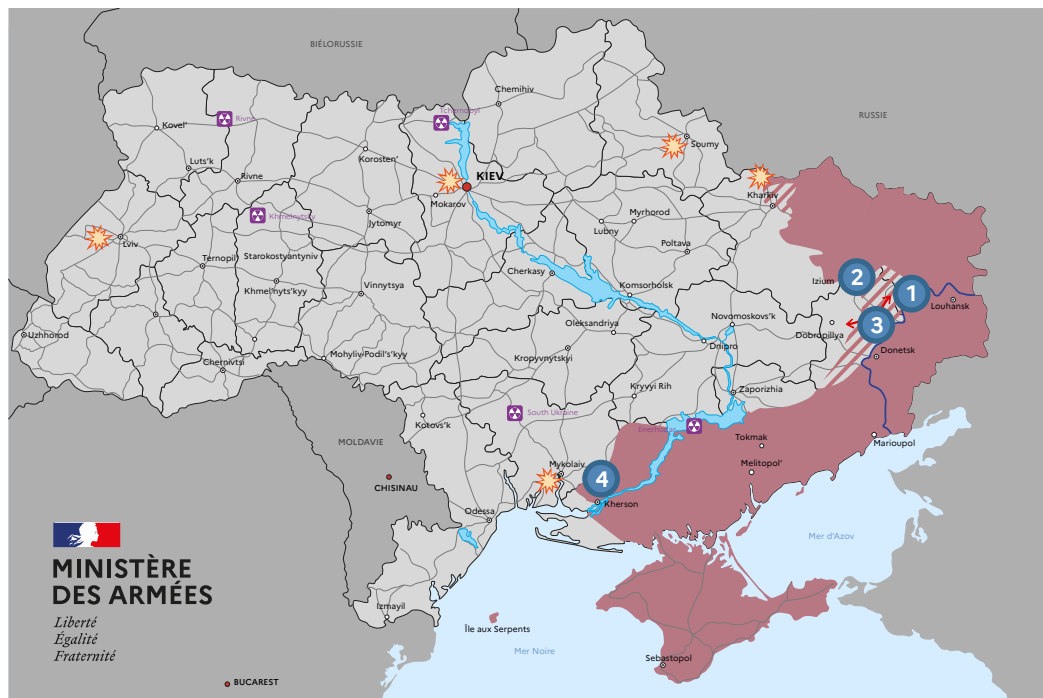 BIÉLORUSSIE
RUSSIE
Chemihiv
Tchernobyl
Rivne
Kovel'
Soumy
Korosten'
Luts'k
KIEV
Rivne
Kharkiv
Mokarov
Khmelnytsky
Jytomyr
Myrhorod
Lubny
Lviv
Poltava
Ternopil
Starokostyantyniv
Cherkasy
Izium
2
1
Khmel'nyts'kyy
Vinnytsya
Komsorholsk
Louhansk
Novomoskovs'k
3
Oleksandriya
Dobropillya
Uzhhorod
Dnipro
Donetsk
Mohyliv-Podil's'kyy
Kropyvnytskyi
Chernivtsi
Kryvyi Rih
Zaporizhia
South Ukraine
Kotovs'k
Enerhodar
MOLDAVIE
Tokmak
Marioupol
Mykolaiv
Melitopol'
4
CHISINAU
Kherson
Odessa
Mer d'Azov
MINISTÈRE
DES ARMÉES
Liberté
Égalité
Fraternité
Izmayil
Île aux Serpents
Mer Noire
Sebastopol
BUCAREST